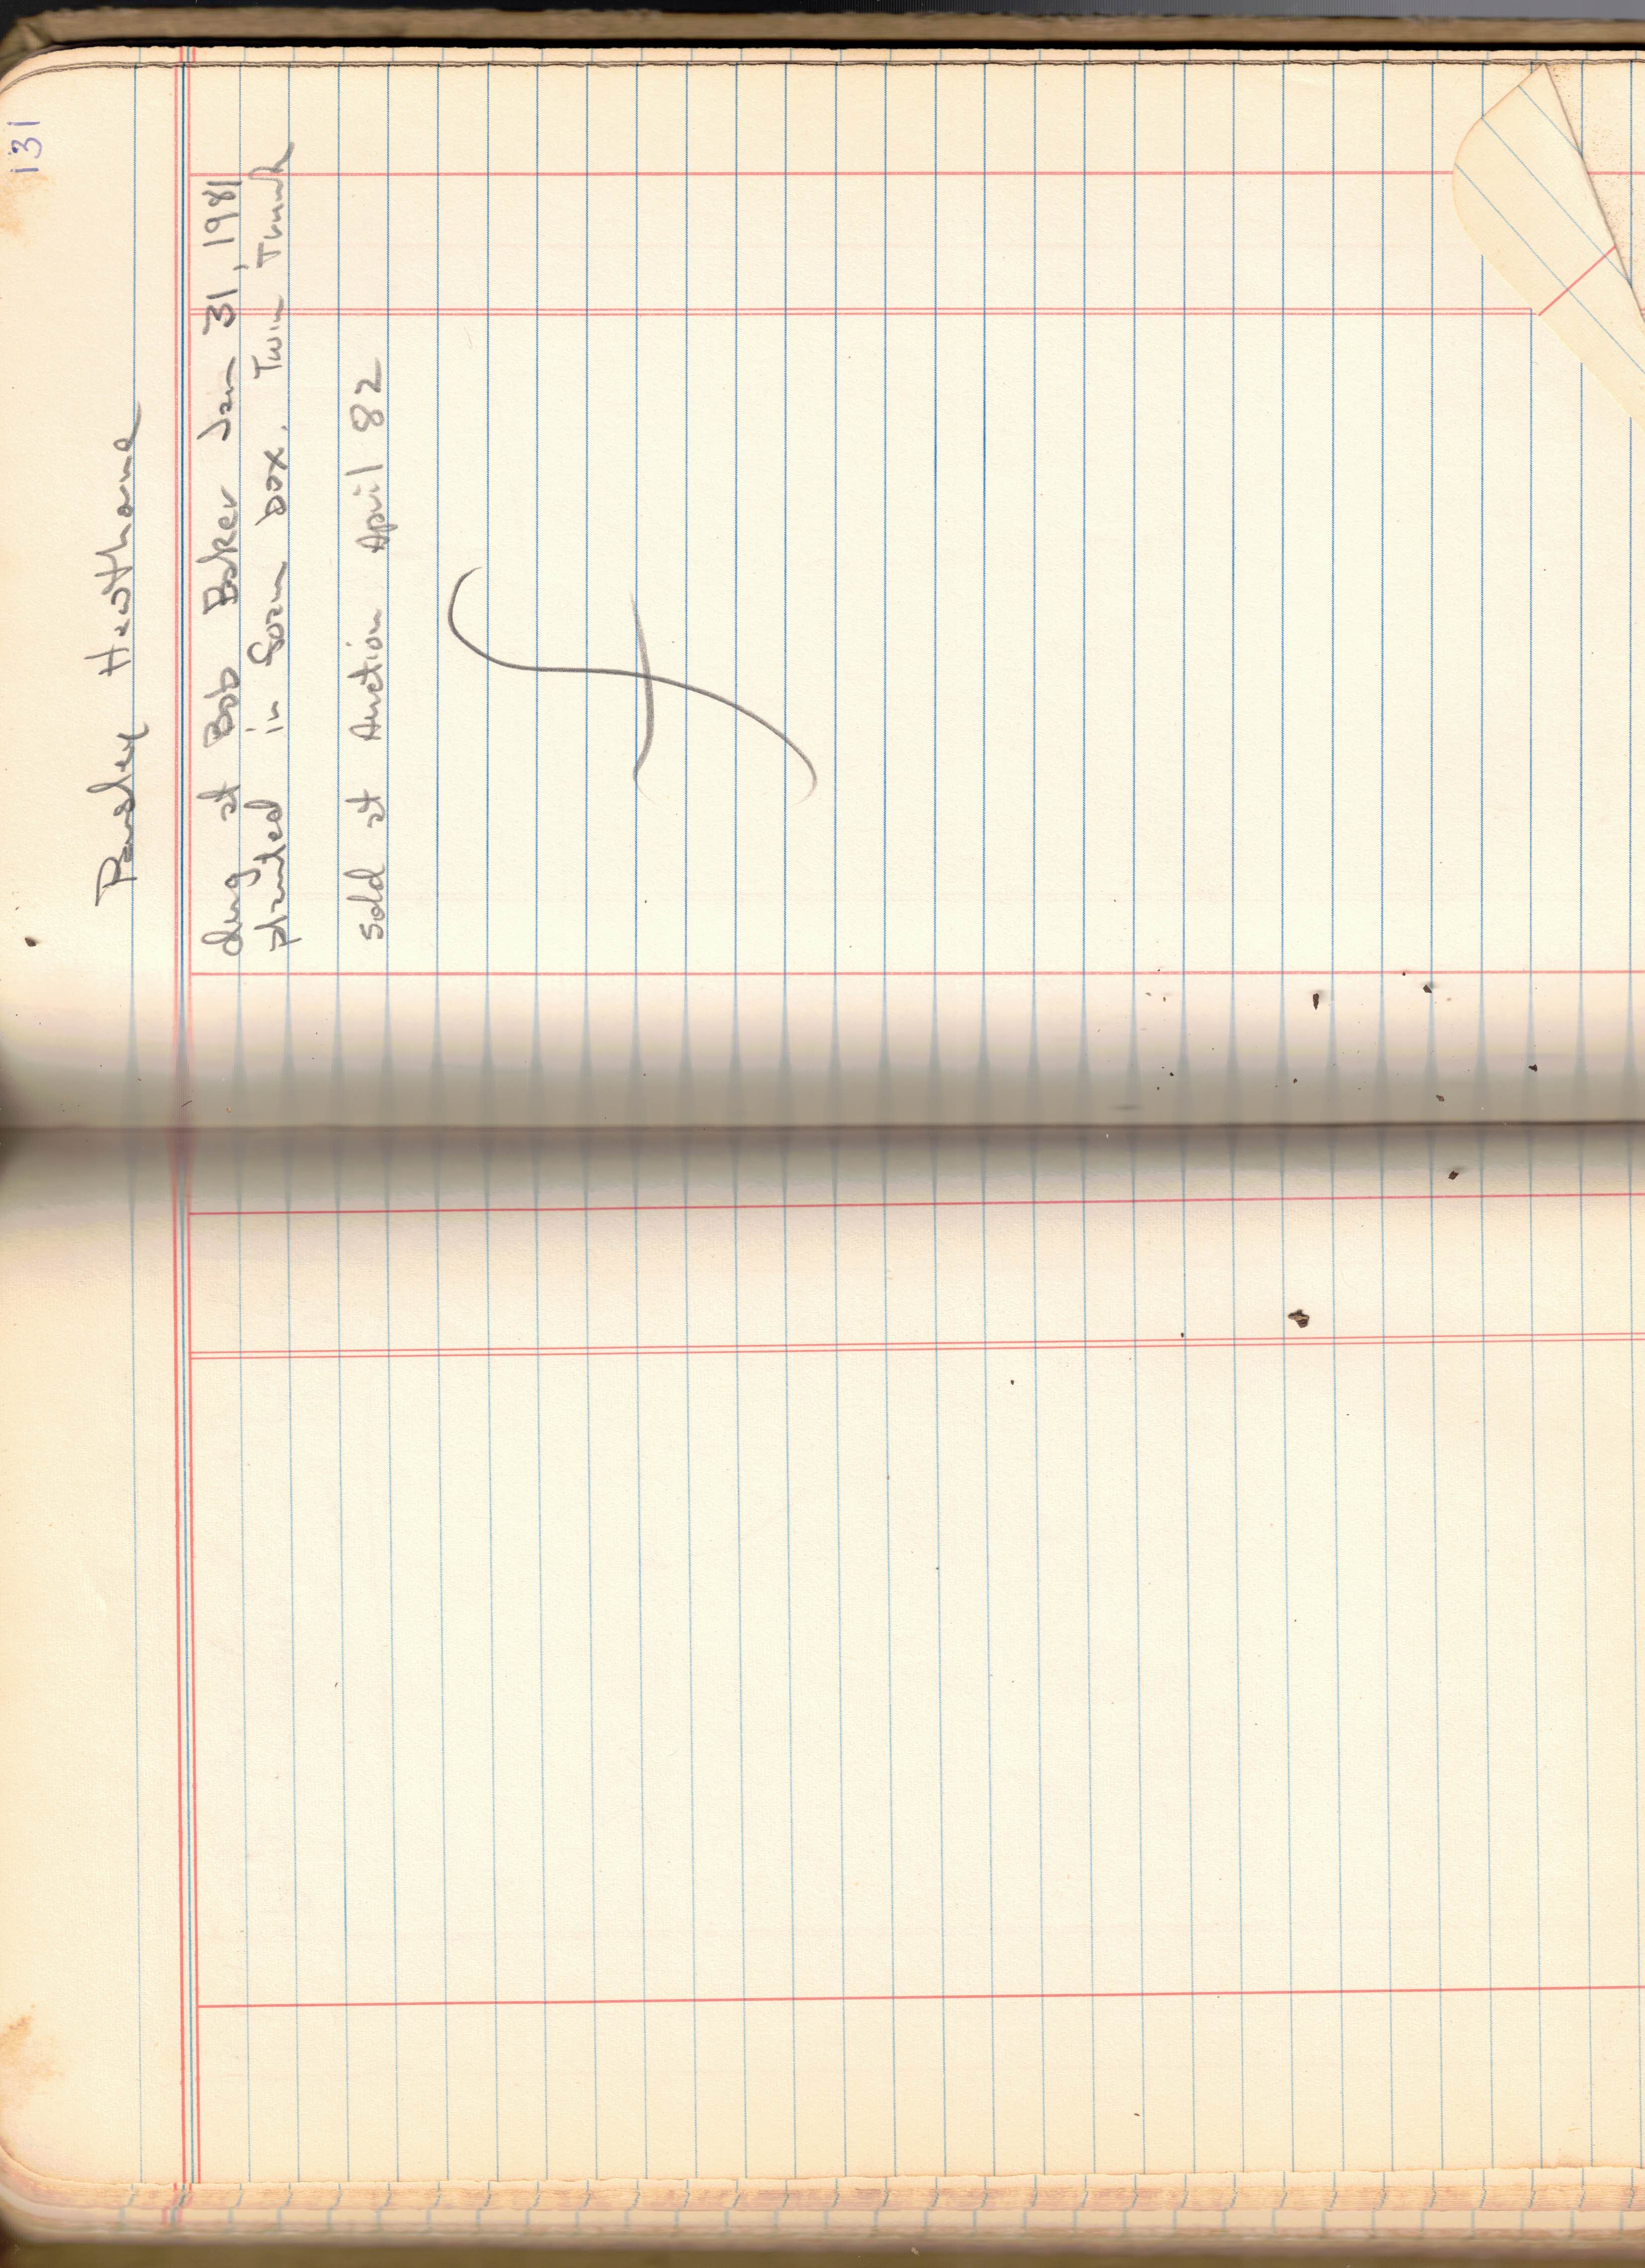 131
Parsley Hawthorne
dug at Bob Baker Jan 31, 1981
planted in foam box. Twin Trunk
sold at Auction April 82